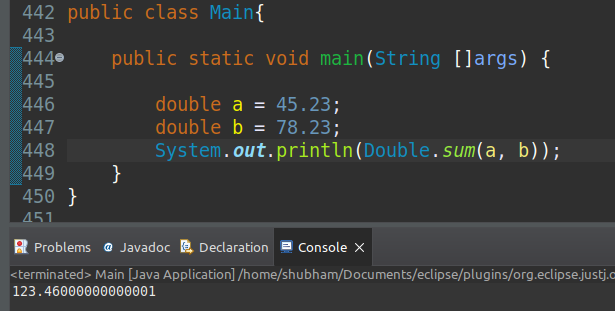 442 public class Main{
443
444 public static void main(String []args) {
445
446 double a = 45.23;
447 double b = 78.23;
448 System.out.println(Double.sum(a, b));
449 }
450 }
451
Problems @ Javadoc Declaration Console
<terminated> Main [Java Application] /home/shubham/Documents/eclipse/plugins/org.eclipse.justj.o
123.46000000000001